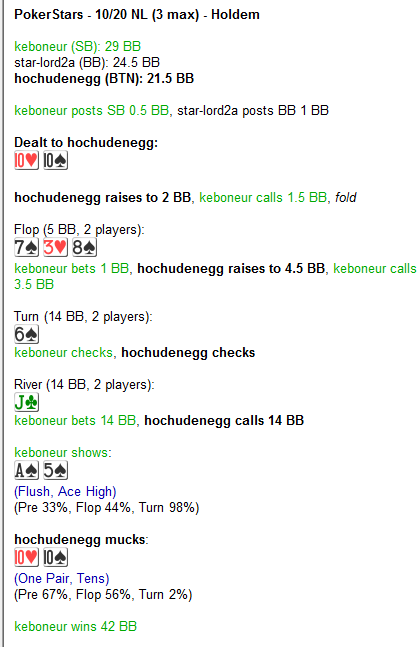 PokerStars - 10/20 NL (3 max) - Holdem
keboneur (SB): 29 BB
star-lord2a (BB): 24.5 BB
hochudenegg (BTN): 21.5 BB
keboneur posts SB 0.5 BB, star-lord2a posts BB 1 BB
Dealt to hochudenegg:
10♥ 10♠
hochudenegg raises to 2 BB, keboneur calls 1.5 BB, fold
Flop (5 BB, 2 players):
7♠ 3♥ 8♠
keboneur bets 1 BB, hochudenegg raises to 4.5 BB, keboneur calls
3.5 BB
Turn (14 BB, 2 players):
6♠
keboneur checks, hochudenegg checks
River (14 BB, 2 players):
J♣
keboneur bets 14 BB, hochudenegg calls 14 BB
keboneur shows:
A♠ 5♠
(Flush, Ace High)
(Pre 33%, Flop 44%, Turn 98%)
hochudenegg mucks:
10♥ 10♠
(One Pair, Tens)
(Pre 67%, Flop 56%, Turn 2%)
keboneur wins 42 BB